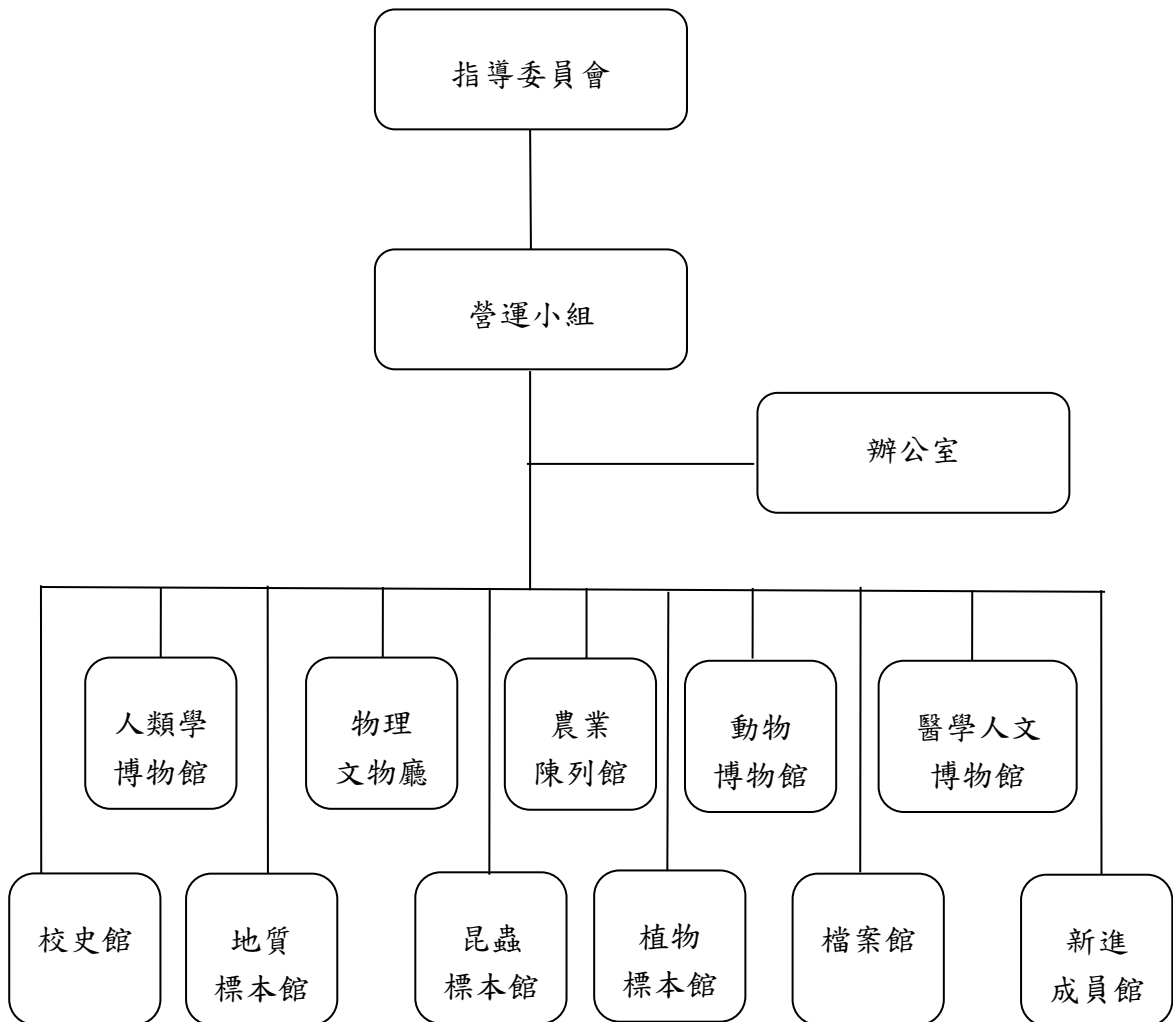 指導委員會
營運小組
辦公室
人類學
博物館
物理
文物廳
農業
陳列館
動物
博物館
醫學人文
博物館
校史館
地質
標本館
昆蟲
標本館
植物
標本館
檔案館
新進
成員館